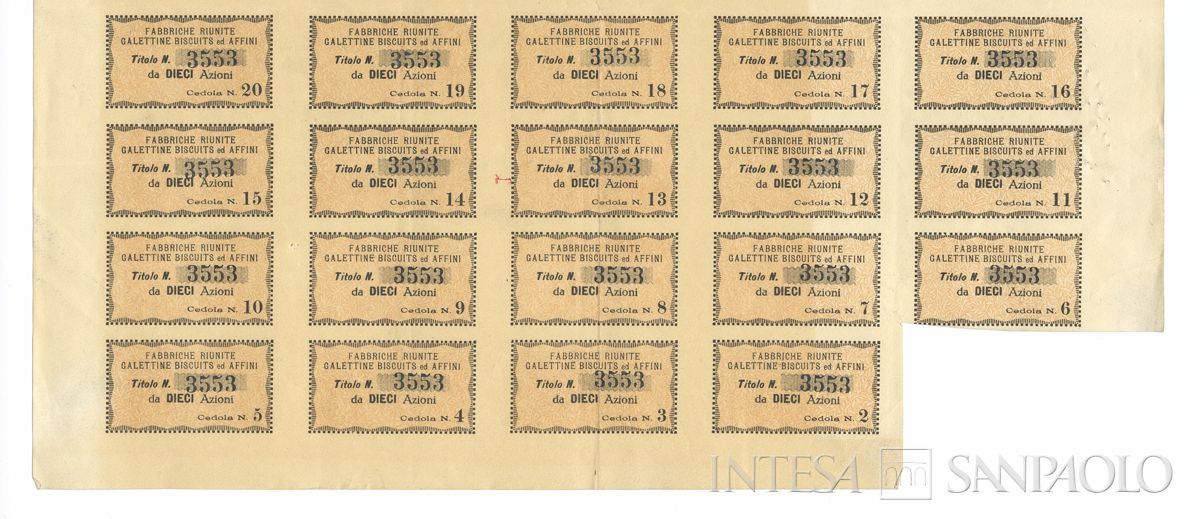 FABBRICHE RIUNITE
GALETTINE BISCUITS ed AFFINI
Titolo N. 3553
da DIECI Azioni
Cedola N. 20
FABBRICHE RIUNITE
GALETTINE BISCUITS ed AFFINI
Titolo N. 3553
da DIECI Azioni
Cedola N. 19
FABBRICHE RIUNITE
GALETTINE BISCUITS ed AFFINI
Titolo N. 3553
da DIECI Azioni
Cedola N. 18
FABBRICHE RIUNITE
GALETTINE BISCUITS ed AFFINI
Titolo N. 3553
da DIECI Azioni
Cedola N. 17
FABBRICHE RIUNITE
GALETTINE BISCUITS ed AFFINI
Titolo N. 3553
da DIECI Azioni
Cedola N. 16
FABBRICHE RIUNITE
GALETTINE BISCUITS ed AFFINI
Titolo N. 3553
da DIECI Azioni
Cedola N. 15
FABBRICHE RIUNITE
GALETTINE BISCUITS ed AFFINI
Titolo N. 3553
da DIECI Azioni
Cedola N. 14
FABBRICHE RIUNITE
GALETTINE BISCUITS ed AFFINI
Titolo N. 3553
da DIECI Azioni
Cedola N. 13
FABBRICHE RIUNITE
GALETTINE BISCUITS ed AFFINI
Titolo N. 3553
da DIECI Azioni
Cedola N. 12
FABBRICHE RIUNITE
GALETTINE BISCUITS ed AFFINI
Titolo N. 3553
da DIECI Azioni
Cedola N. 11
FABBRICHE RIUNITE
GALETTINE BISCUITS ed AFFINI
Titolo N. 3553
da DIECI Azioni
Cedola N. 10
FABBRICHE RIUNITE
GALETTINE BISCUITS ed AFFINI
Titolo N. 3553
da DIECI Azioni
Cedola N. 9
FABBRICHE RIUNITE
GALETTINE BISCUITS ed AFFINI
Titolo N. 3553
da DIECI Azioni
Cedola N. 8
FABBRICHE RIUNITE
GALETTINE BISCUITS ed AFFINI
Titolo N. 3553
da DIECI Azioni
Cedola N. 7
FABBRICHE RIUNITE
GALETTINE BISCUITS ed AFFINI
Titolo N. 3553
da DIECI Azioni
Cedola N. 6
FABBRICHE RIUNITE
GALETTINE BISCUITS ed AFFINI
Titolo N. 3553
da DIECI Azioni
Cedola N. 5
FABBRICHE RIUNITE
GALETTINE BISCUITS ed AFFINI
Titolo N. 3553
da DIECI Azioni
Cedola N. 4
FABBRICHE RIUNITE
GALETTINE BISCUITS ed AFFINI
Titolo N. 3553
da DIECI Azioni
Cedola N. 3
FABBRICHE RIUNITE
GALETTINE BISCUITS ed AFFINI
Titolo N. 3553
da DIECI Azioni
Cedola N. 2
INTESA SANPAOLO